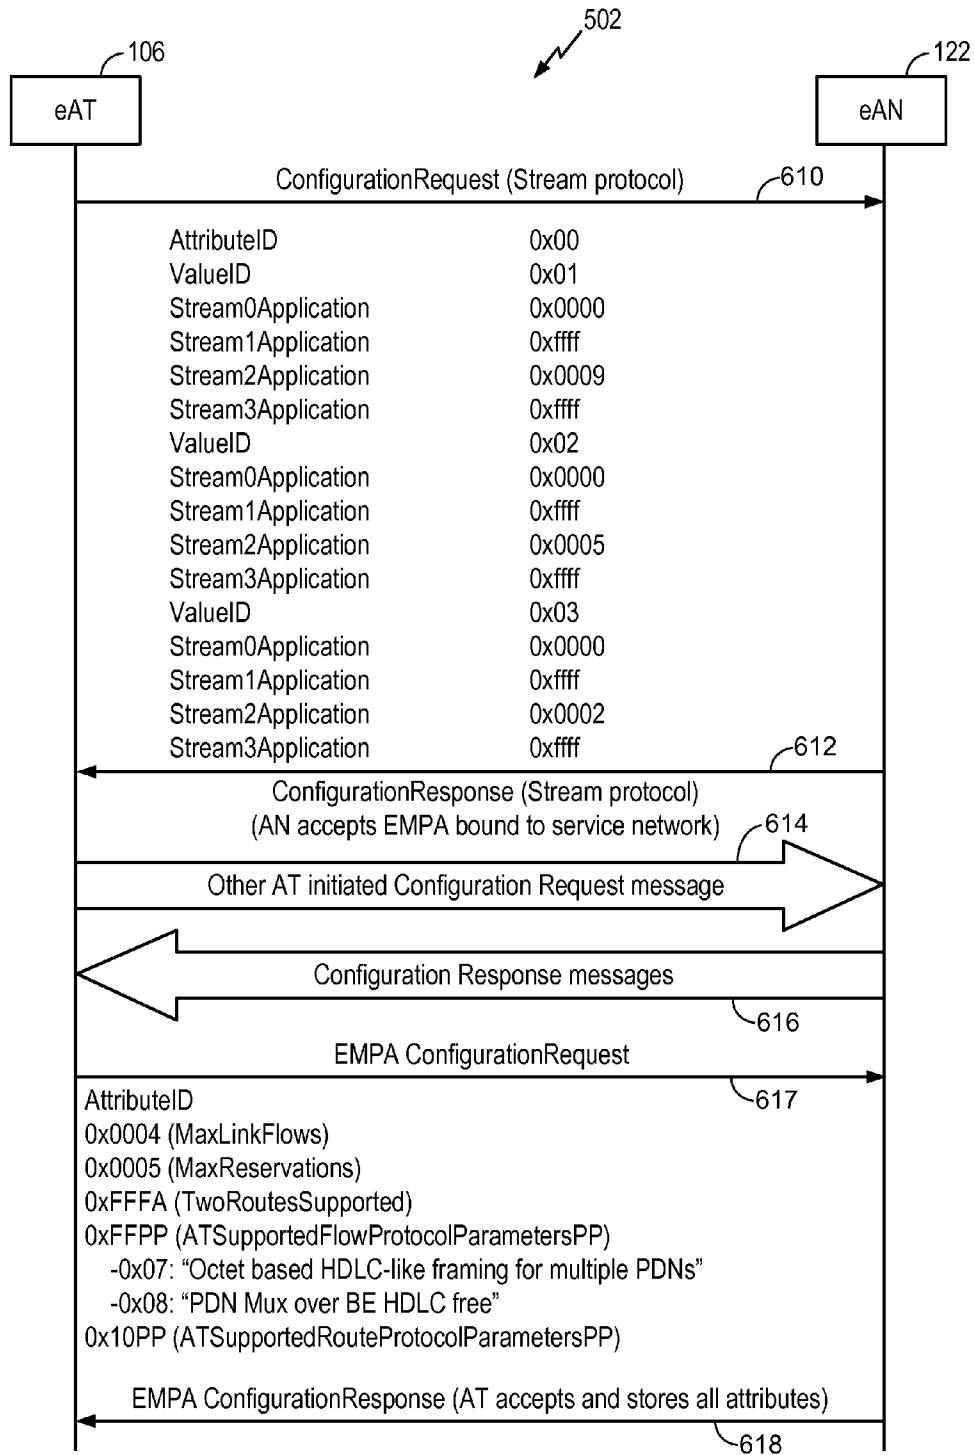 502
106
122
eAT
eAN
ConfigurationRequest (Stream protocol)
610
AttributeID 0x00
ValueID 0x01
Stream0Application 0x0000
Stream1Application 0xffff
Stream2Application 0x0009
Stream3Application 0xffff
ValueID 0x02
Stream0Application 0x0000
Stream1Application 0xffff
Stream2Application 0x0005
Stream3Application 0xffff
ValueID 0x03
Stream0Application 0x0000
Stream1Application 0xffff
Stream2Application 0x0002
Stream3Application 0xffff
612
ConfigurationResponse (Stream protocol)
(AN accepts EMPA bound to service network)
614
Other AT initiated Configuration Request message
Configuration Response messages
616
EMPA ConfigurationRequest
617
AttributeID
0x0004 (MaxLinkFlows)
0x0005 (MaxReservations)
0xFFFA (TwoRoutesSupported)
0xFFPP (ATSupportedFlowProtocolParametersPP)
-0x07: “Octet based HDLC-like framing for multiple PDNs”
-0x08: “PDN Mux over BE HDLC free”
0x10PP (ATSupportedRouteProtocolParametersPP)
EMPA ConfigurationResponse (AT accepts and stores all attributes)
618